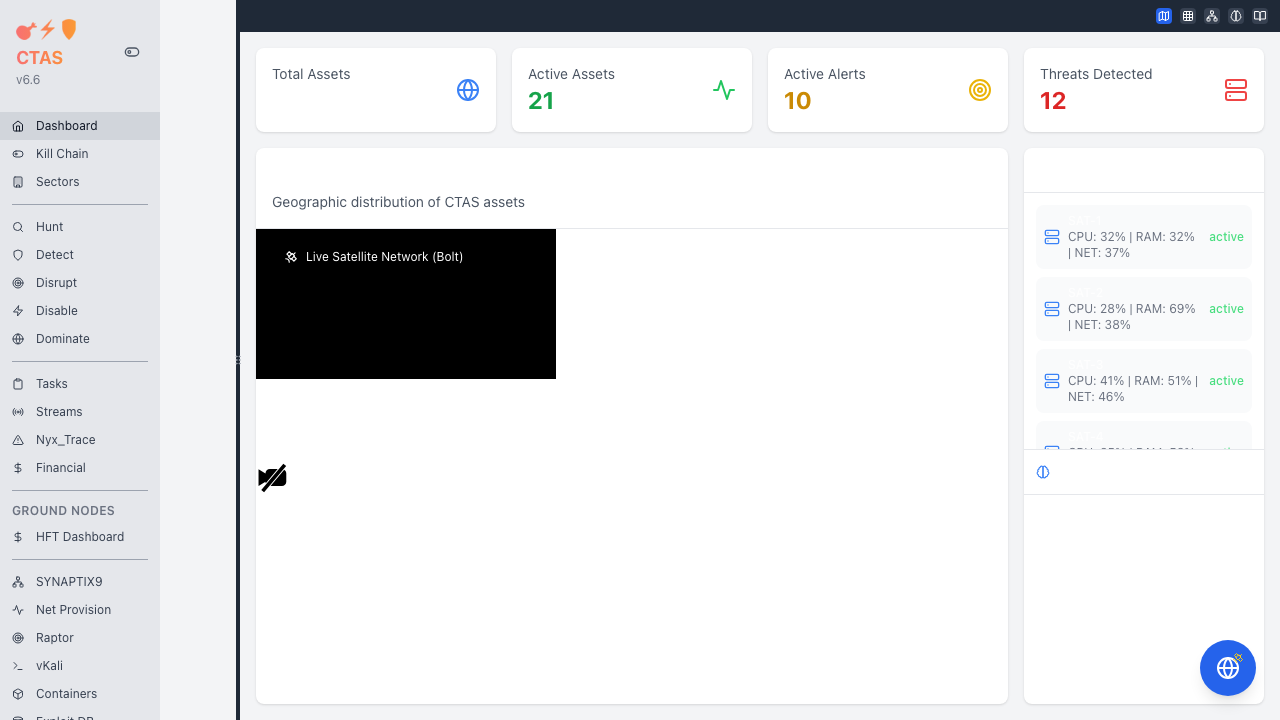 CTAS
v6.6
Dashboard
Kill Chain
Sectors
Hunt
Detect
Disrupt
Disable
Dominate
Tasks
Streams
Nyx_Trace
Financial
GROUND NODES
HFT Dashboard
SYNAPTIX9
Net Provision
Raptor
vKali
Containers
Exploit DB
Total Assets
Active Assets
21
Active Alerts
10
Threats Detected
12
Geographic distribution of CTAS assets
Live Satellite Network (Bolt)
CPU: 32% | RAM: 32%
| NET: 37%
active
CPU: 28% | RAM: 69%
| NET: 38%
active
CPU: 41% | RAM: 51% |
NET: 46%
active